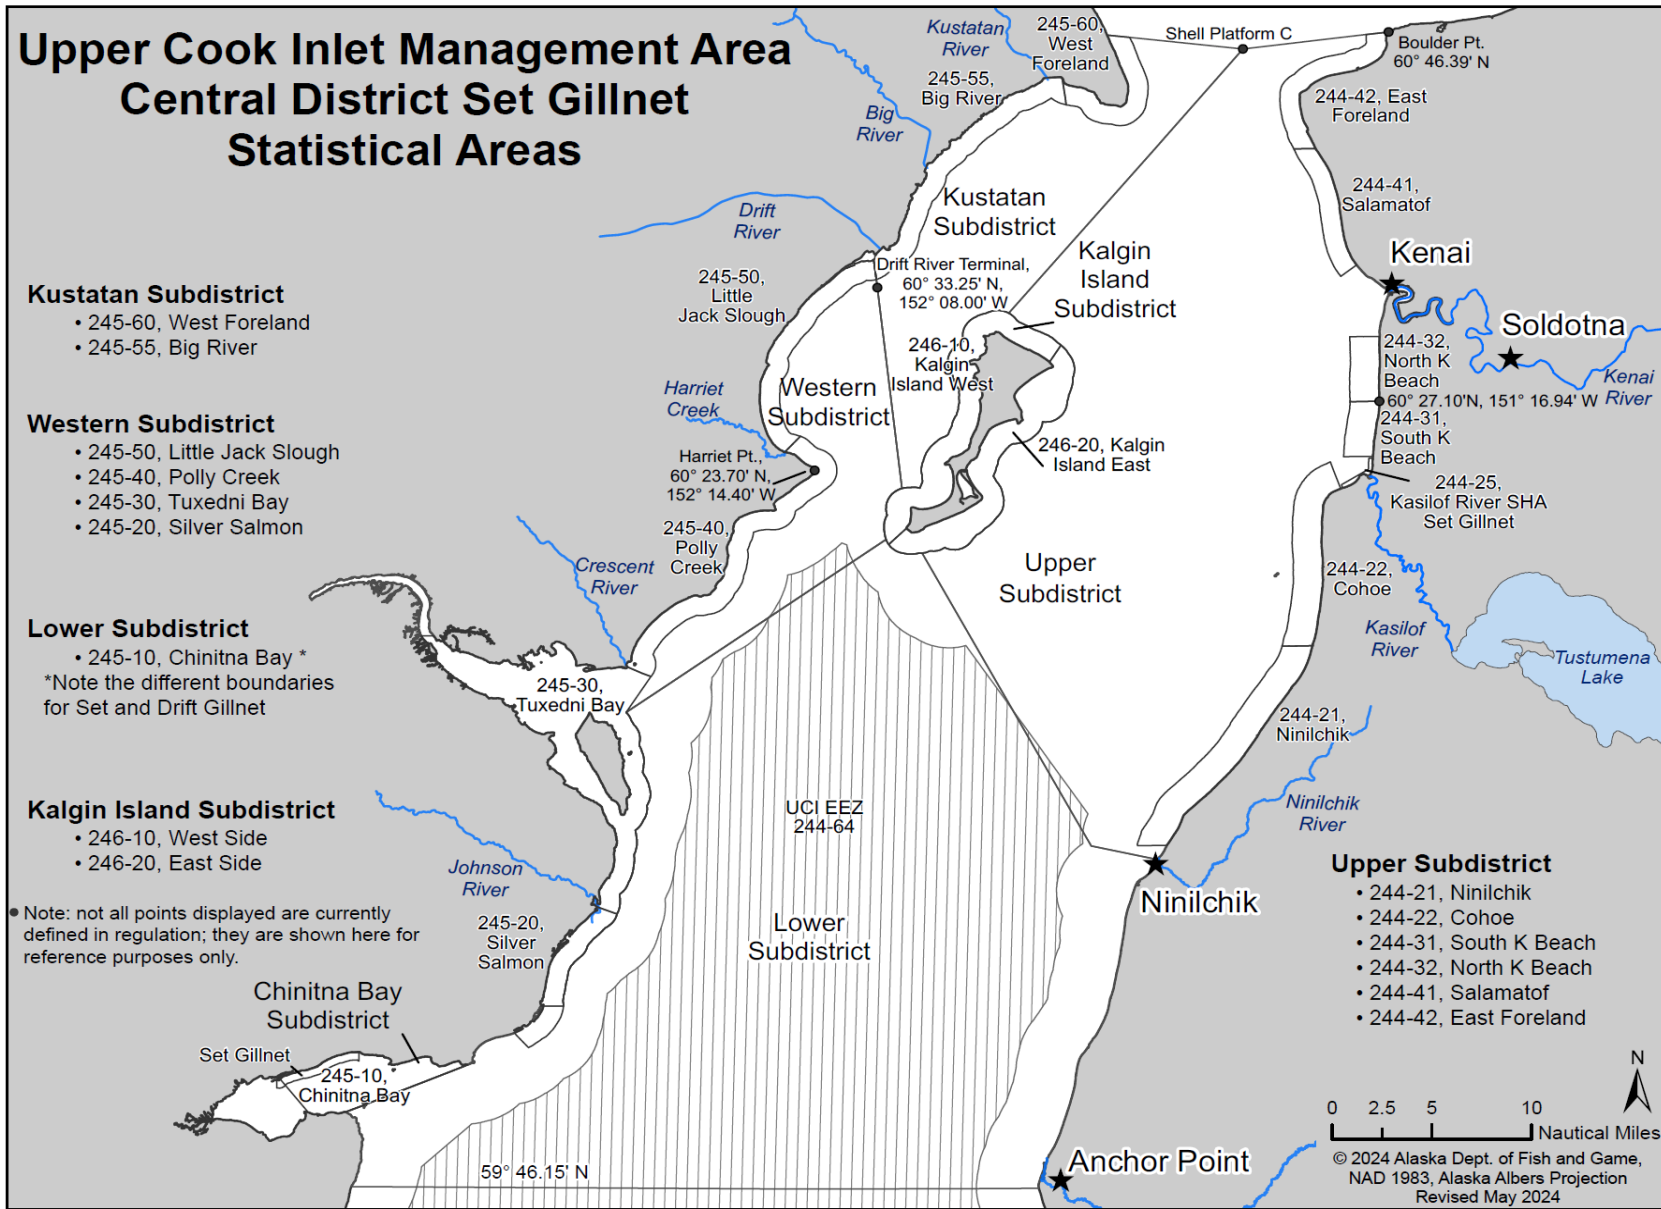 Upper Cook Inlet Management Area
Central District Set Gillnet
Statistical Areas
Kustatan Subdistrict
• 245-60, West Foreland
• 245-55, Big River
Western Subdistrict
• 245-50, Little Jack Slough
• 245-40, Polly Creek
• 245-30, Tuxedni Bay
• 245-20, Silver Salmon
Lower Subdistrict
• 245-10, Chinitna Bay *
*Note the different boundaries
for Set and Drift Gillnet
Kalgin Island Subdistrict
• 246-10, West Side
• 246-20, East Side
Note: not all points displayed are currently
defined in regulation; they are shown here for
reference purposes only.
Kustatan
River
245-60,
West
Foreland
245-55,
Big River
Big
River
Shell Platform C
Boulder Pt.
60° 46.39' N
244-42, East
Foreland
244-41,
Salamatof
Kustatan
Subdistrict
Drift
River
Kalgin
Island
Subdistrict
Kenai
Drift River Terminal,
60° 33.25' N,
152° 08.00' W
245-50,
Little
Jack Slough
Soldotna
246-10,
Kalgin
Island West
244-32,
North K
Beach
Kenai
River
Harriet
Creek
Western
Subdistrict
60° 27.10'N, 151° 16.94' W
244-31,
South K
Beach
246-20, Kalgin
Island East
Harriet Pt.,
60° 23.70' N,
152° 14.40' W
244-25,
Kasilof River SHA
Set Gillnet
245-40,
Polly
Creek
Crescent
River
Upper
Subdistrict
244-22,
Cohoe
Kasilof
River
Tustumena
Lake
245-30,
Tuxedni Bay
244-21,
Ninilchik
UCI EEZ
244-64
Ninilchik
River
Johnson
River
Ninilchik
245-20,
Silver
Salmon
Lower
Subdistrict
Upper Subdistrict
• 244-21, Ninilchik
• 244-22, Cohoe
• 244-31, South K Beach
• 244-32, North K Beach
• 244-41, Salamatof
• 244-42, East Foreland
Chinitna Bay
Subdistrict
Set Gillnet
245-10,
Chinitna Bay
59° 46.15' N
Anchor Point
N
0 2.5 5 10
Nautical Miles
© 2024 Alaska Dept. of Fish and Game,
NAD 1983, Alaska Albers Projection
Revised May 2024